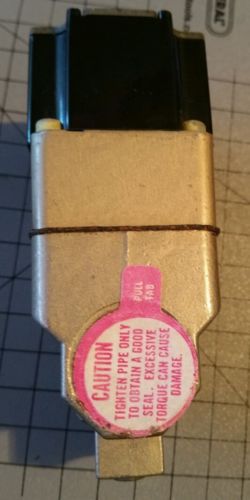 PULL
TAB
CAUTION
TIGHTEN PIPE ONLY
TO OBTAIN A GOOD
SEAL. EXCESSIVE
TORQUE CAN CAUSE
DAMAGE.